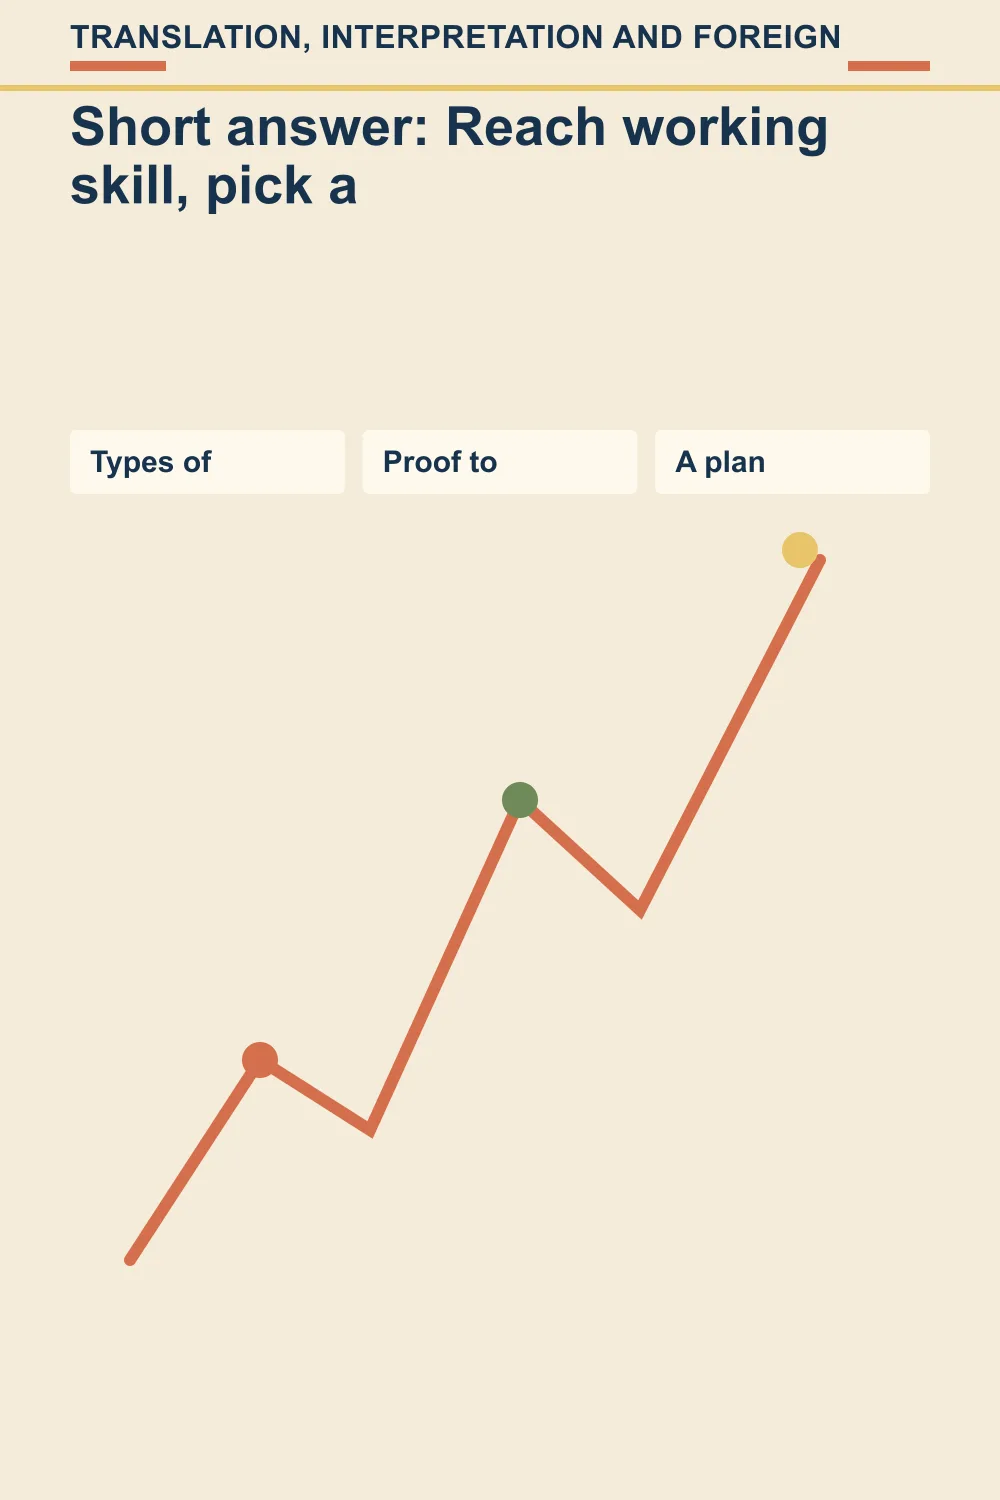 TRANSLATION, INTERPRETATION AND FOREIGN
Short answer: Reach working
skill, pick a
Types of
Proof to
A plan